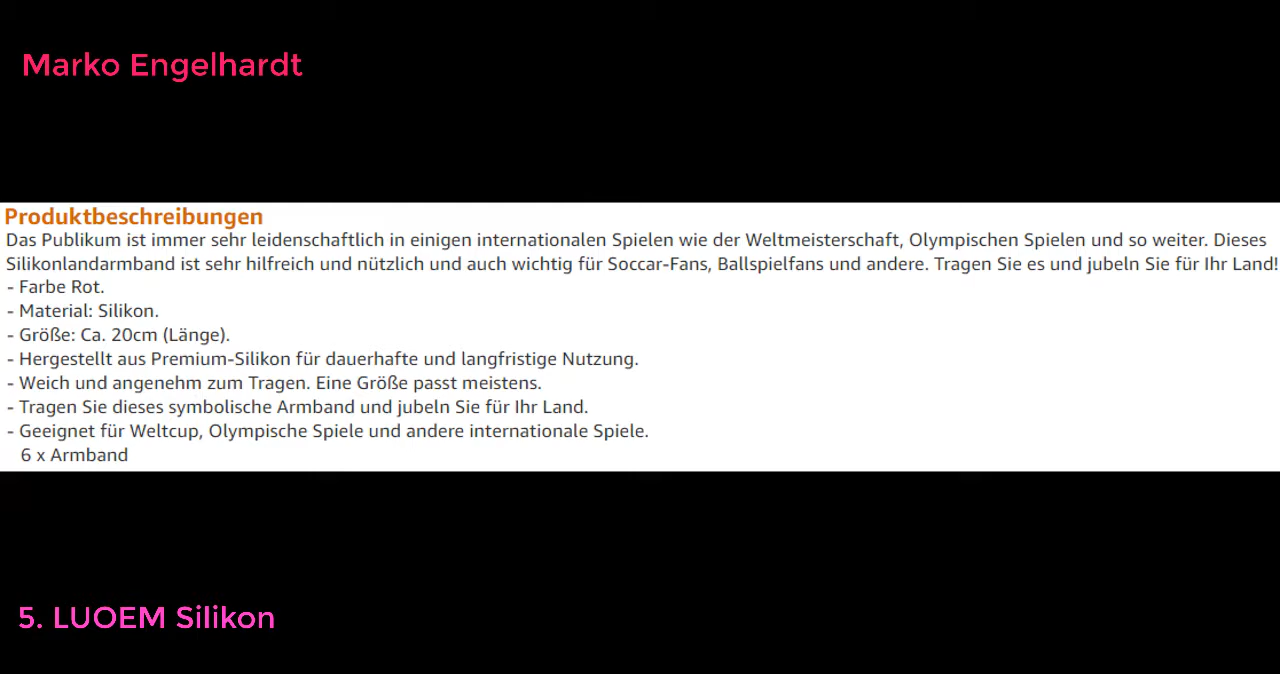 Marko Engelhardt
Produktbeschreibungen
Das Publikum ist immer sehr leidenschaftlich in einigen internationalen Spielen wie der Weltmeisterschaft, Olympischen Spielen und so weiter. Dieses
Silikonlandarmband ist sehr hilfreich und nützlich und auch wichtig für Soccar-Fans, Ballspielfans und andere. Tragen Sie es und jubeln Sie für Ihr Land!
- Farbe Rot.
- Material: Silikon.
- Größe: Ca. 20cm (Länge).
- Hergestellt aus Premium-Silikon für dauerhafte und langfristige Nutzung.
- Weich und angenehm zum Tragen. Eine Größe passt meistens.
- Tragen Sie dieses symbolische Armband und jubeln Sie für Ihr Land.
- Geeignet für Weltcup, Olympische Spiele und andere internationale Spiele.
6 x Armband
5. LUOEM Silikon